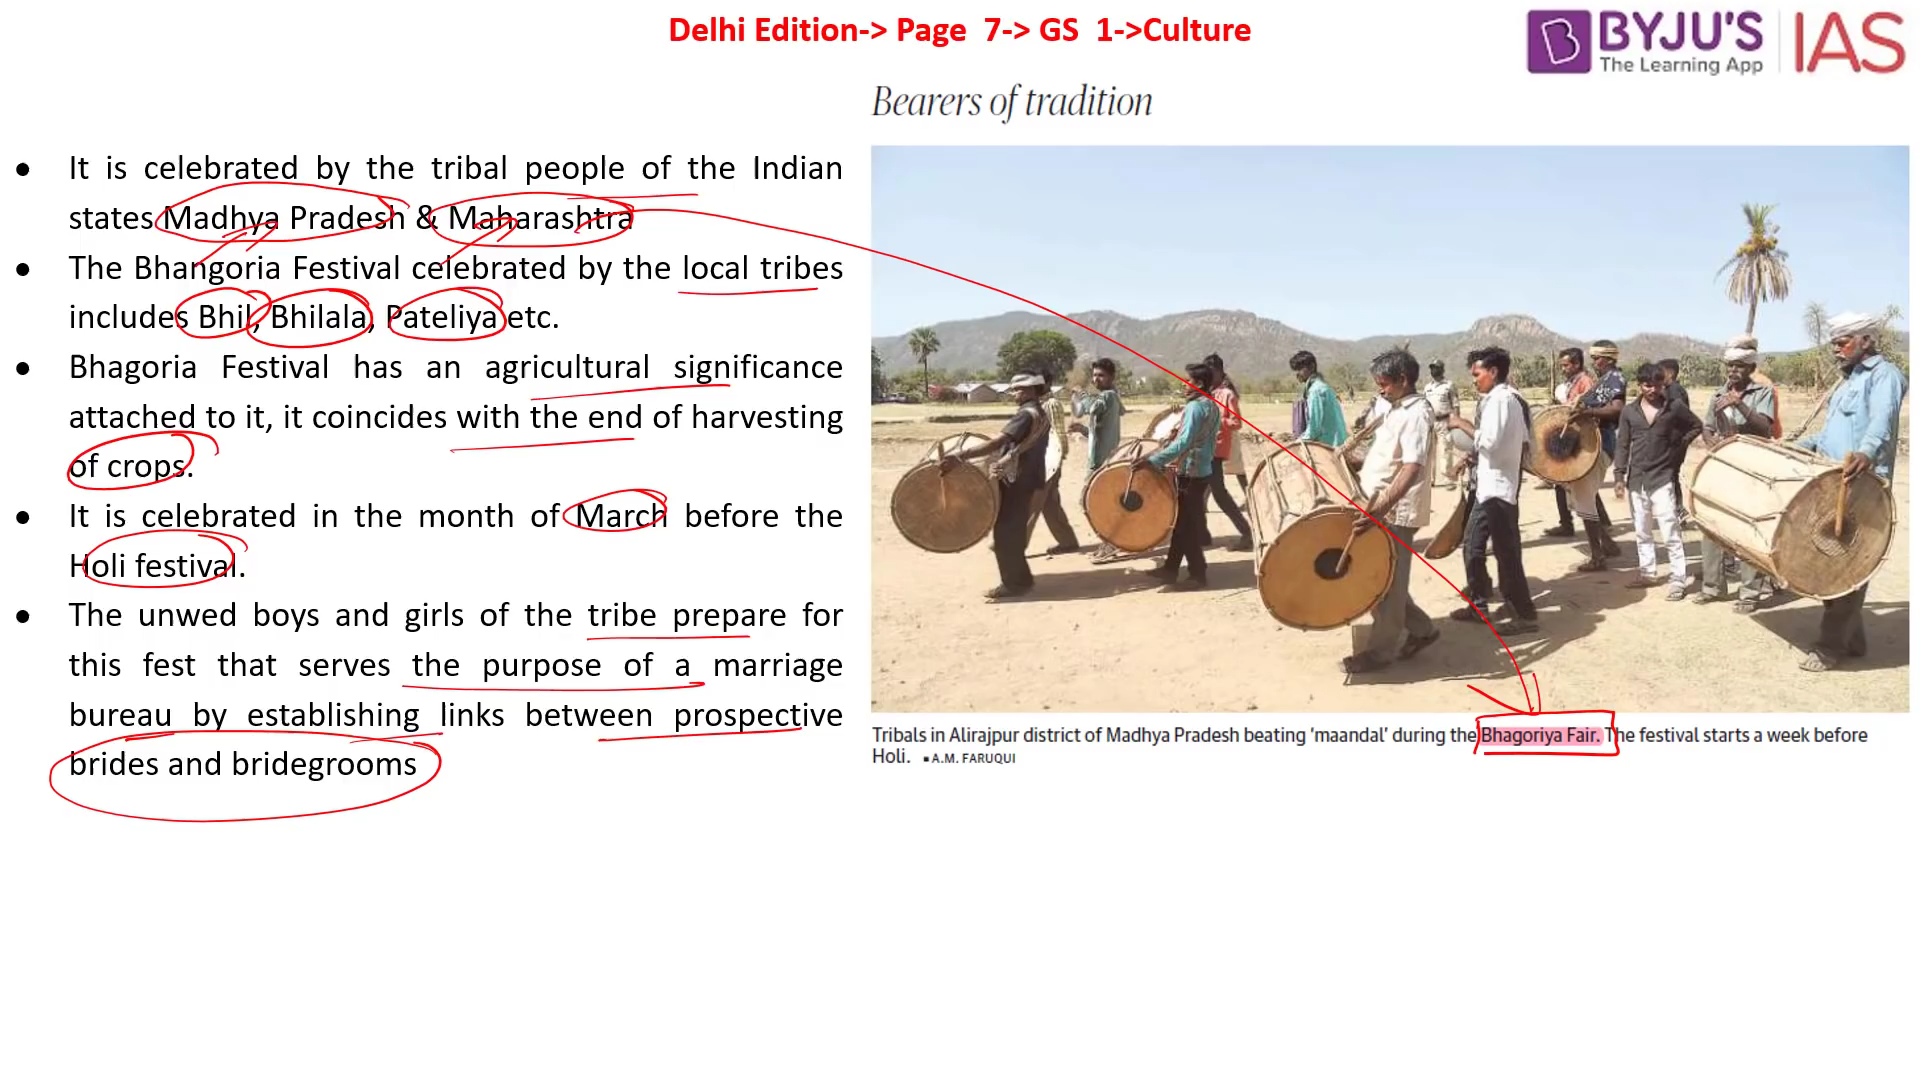 Delhi Edition-> Page 7-> GS 1->Culture
BYJU'S
The Learning App
IAS
Bearers of tradition
• It is celebrated by the tribal people of the Indian
states Madhya Pradesh & Maharashtra
• The Bhangoria Festival celebrated by the local tribes
includes Bhil, Bhilala, Pateliya etc.
• Bhagoria Festival has an agricultural significance
attached to it, it coincides with the end of harvesting
of crops.
• It is celebrated in the month of March before the
Holi festival.
• The unwed boys and girls of the tribe prepare for
this fest that serves the purpose of a marriage
bureau by establishing links between prospective
brides and bridegrooms
Tribals in Alirajpur district of Madhya Pradesh beating 'maandal' during the Bhagoriya Fair. The festival starts a week before
Holi. ▪ A.M. FARUQUI